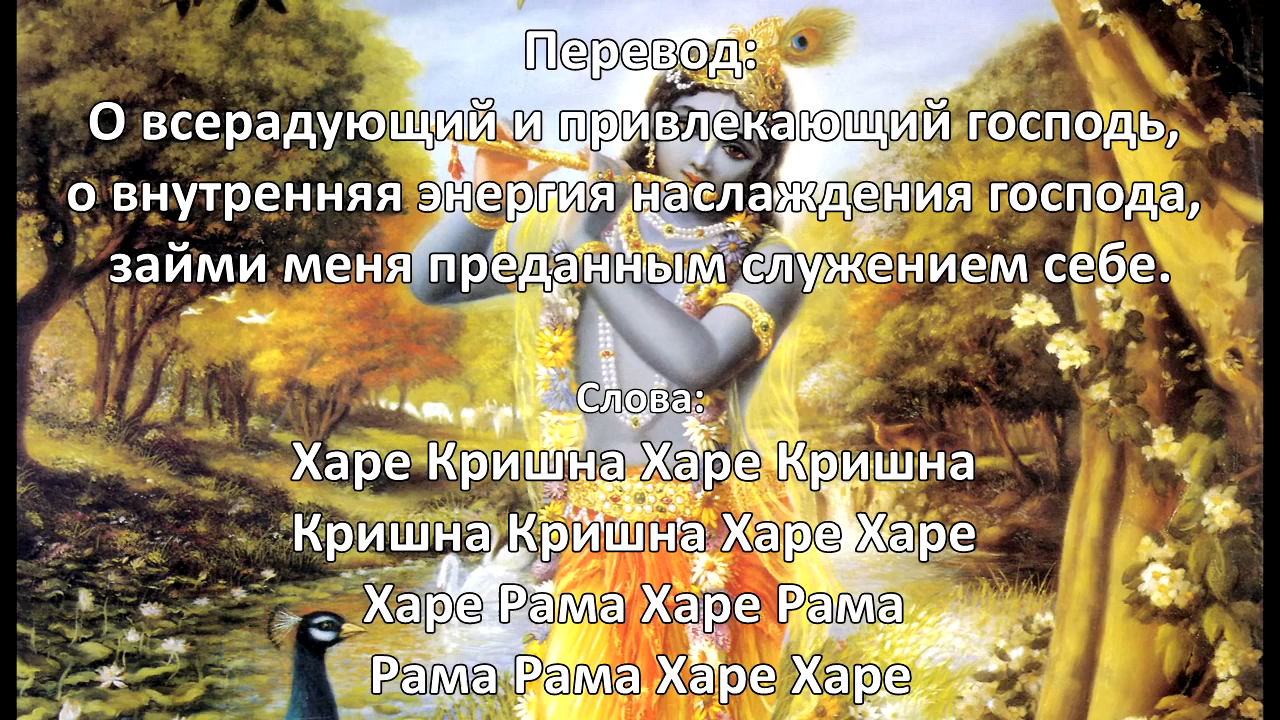 Перевод:
О всерадующий и привлекающий господь,
о внутренняя энергия наслаждения господа,
займи меня преданным служением себе.
Слова:
Харе Кришна Харе Кришна
Кришна Кришна Харе Харе
Харе Рама Харе Рама
Рама Рама Харе Харе